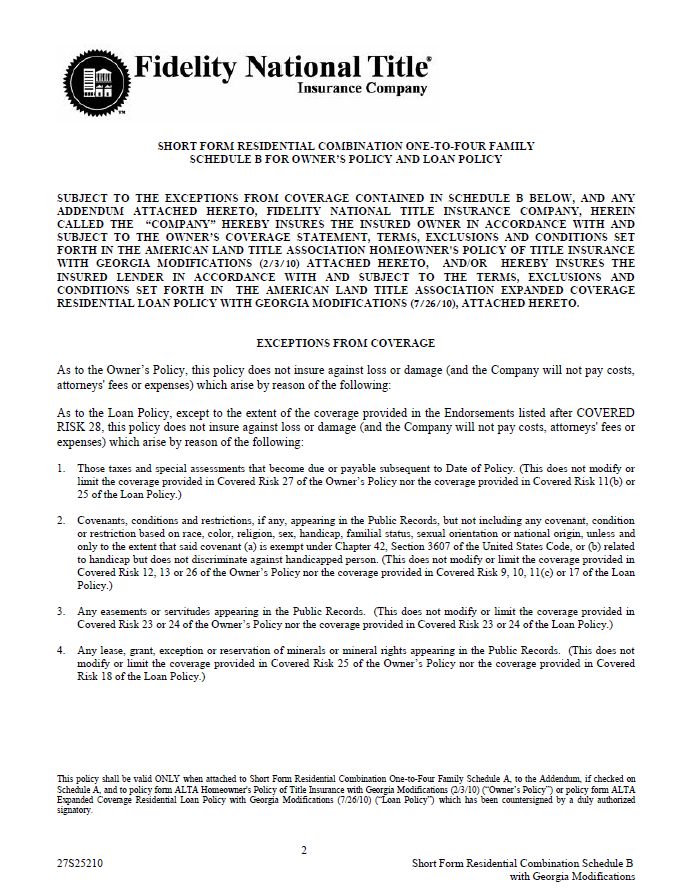 Fidelity National Title®
Insurance Company
TM
SHORT FORM RESIDENTIAL COMBINATION ONE-TO-FOUR FAMILY
SCHEDULE B FOR OWNER'S POLICY AND LOAN POLICY
SUBJECT TO THE EXCEPTIONS FROM COVERAGE CONTAINED IN SCHEDULE B BELOW, AND ANY
ADDENDUM ATTACHED HERETO, FIDELITY NATIONAL TITLE INSURANCE COMPANY, HEREIN
CALLED THE "COMPANY" HEREBY INSURES THE INSURED OWNER IN ACCORDANCE WITH AND
SUBJECT TO THE OWNER'S COVERAGE STATEMENT, TERMS, EXCLUSIONS AND CONDITIONS SET
FORTH IN THE AMERICAN LAND TITLE ASSOCIATION HOMEOWNER'S POLICY OF TITLE INSURANCE
WITH GEORGIA MODIFICATIONS (2/3/10) ATTACHED HERETO, AND/OR HEREBY INSURES THE
INSURED LENDER IN ACCORDANCE WITH AND SUBJECT TO THE TERMS, EXCLUSIONS AND
CONDITIONS SET FORTH IN THE AMERICAN LAND TITLE ASSOCIATION EXPANDED COVERAGE
RESIDENTIAL LOAN POLICY WITH GEORGIA MODIFICATIONS (7/26/10), ATTACHED HERETO.
EXCEPTIONS FROM COVERAGE
As to the Owner's Policy, this policy does not insure against loss or damage (and the Company will not pay costs,
attorneys' fees or expenses) which arise by reason of the following:
As to the Loan Policy, except to the extent of the coverage provided in the Endorsements listed after COVERED
RISK 28, this policy does not insure against loss or damage (and the Company will not pay costs, attorneys' fees or
expenses) which arise by reason of the following:
1. Those taxes and special assessments that become due or payable subsequent to Date of Policy. (This does not modify or
limit the coverage provided in Covered Risk 27 of the Owner's Policy nor the coverage provided in Covered Risk 11(b) or
25 of the Loan Policy.)
2. Covenants, conditions and restrictions, if any, appearing in the Public Records, but not including any covenant, condition
or restriction based on race, color, religion, sex, handicap, familial status, sexual orientation or national origin, unless and
only to the extent that said covenant (a) is exempt under Chapter 42, Section 3607 of the United States Code, or (b) related
to handicap but does not discriminate against handicapped person. (This does not modify or limit the coverage provided in
Covered Risk 12, 13 or 26 of the Owner's Policy nor the coverage provided in Covered Risk 9, 10, 11(c) or 17 of the Loan
Policy.)
3. Any easements or servitudes appearing in the Public Records. (This does not modify or limit the coverage provided in
Covered Risk 23 or 24 of the Owner's Policy nor the coverage provided in Covered Risk 23 or 24 of the Loan Policy.)
4. Any lease, grant, exception or reservation of minerals or mineral rights appearing in the Public Records. (This does not
modify or limit the coverage provided in Covered Risk 25 of the Owner's Policy nor the coverage provided in Covered
Risk 18 of the Loan Policy.)
This policy shall be valid ONLY when attached to Short Form Residential Combination One-to-Four Family Schedule A, to the Addendum, if checked on
Schedule A, and to policy form ALTA Homeowner's Policy of Title Insurance with Georgia Modifications (2/3/10) ("Owner's Policy") or policy form ALTA
Expanded Coverage Residential Loan Policy with Georgia Modifications (7/26/10) ("Loan Policy") which has been countersigned by a duly authorized
signatory.
2
27S25210 Short Form Residential Combination Schedule B
with Georgia Modifications